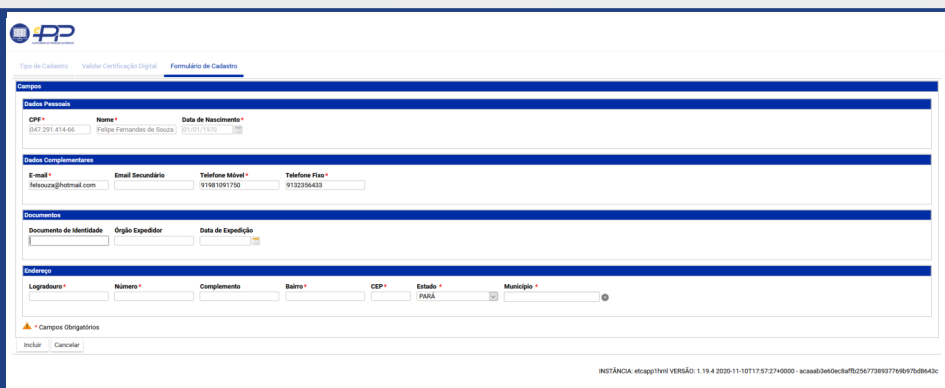 ePP
Tipo de Cadastro Validar Certificação Digital Formulário de Cadastro
Campos
Dados Pessoais
CPF* Nome* Data de Nascimento*
047.291.414-66 Felipe Fernandes de Souza 01/01/1970
Dados Complementares
E-mail* Email Secundário Telefone Móvel* Telefone Fixo*
felsouza@hotmail.com 91981091750 9132356433
Documentos
Documento de Identidade Órgão Expedidor Data de Expedição
Endereço
Logradouro* Número* Complemento Bairro* CEP* Estado * Município *
PARÁ
* Campos Obrigatórios
Incluir Cancelar
INSTÂNCIA: etcapp1hml VERSÃO: 1.19.4 2020-11-10T17:57:27+0000 - acaaab3e60ec8affb2567738937769b97bd8643c